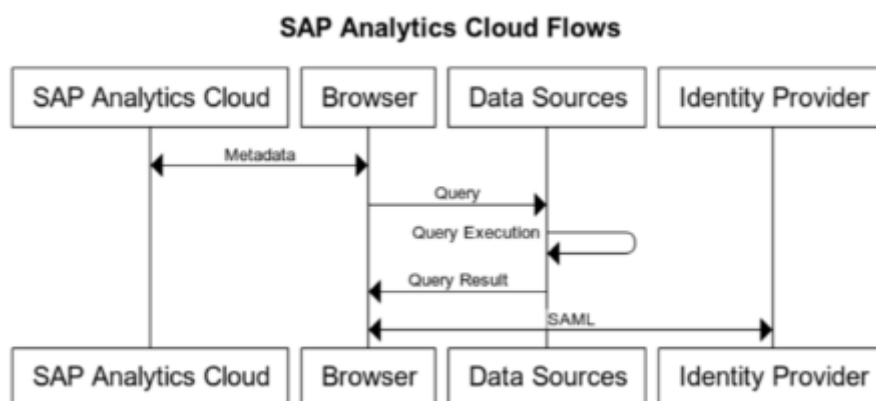 SAP Analytics Cloud Flows
SAP Analytics Cloud Browser Data Sources Identity Provider
Metadata
Query
Query Execution
Query Result
SAML
SAP Analytics Cloud Browser Data Sources Identity Provider